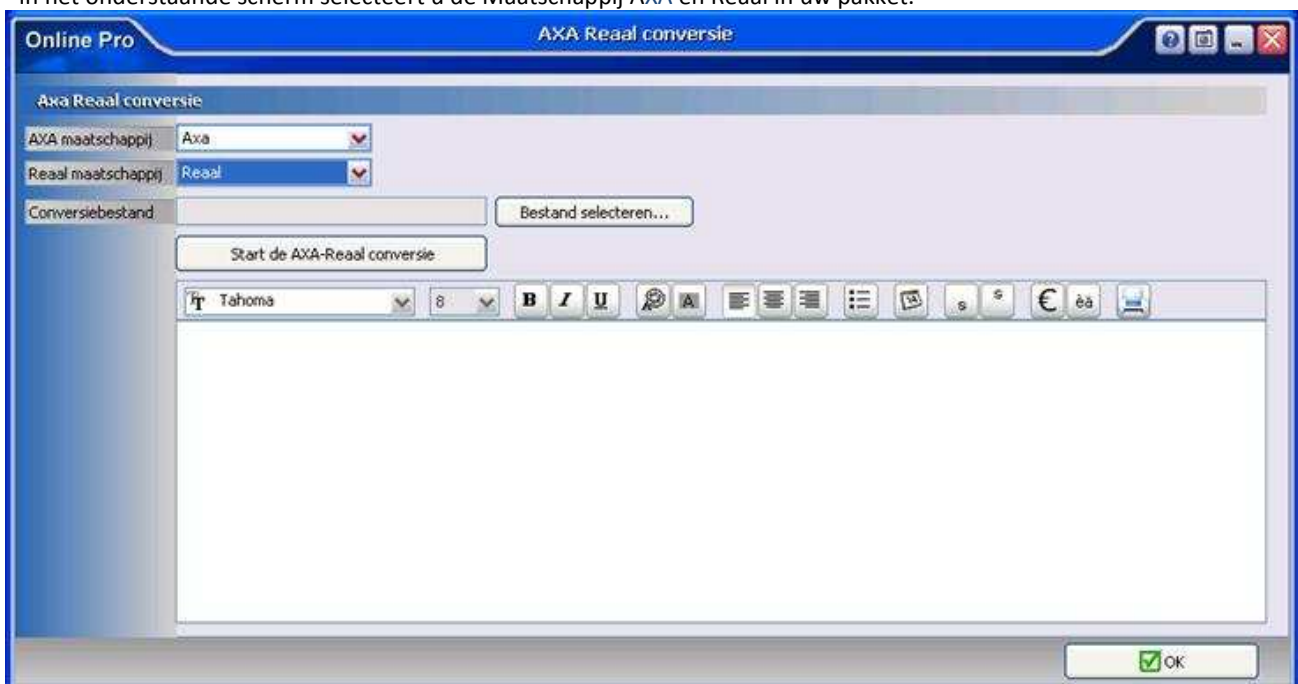 In het onderstaande scherm selecteert u de Maatschappij AXA en Reaal in uw pakket.
Online Pro
AXA Reaal conversie
Axa Reaal conversie
AXA maatschappij Axa
Reaal maatschappij Reaal
Conversiebestand Bestand selecteren...
Start de AXA-Reaal conversie
Tahoma 8 B I U A s s € èà
OK